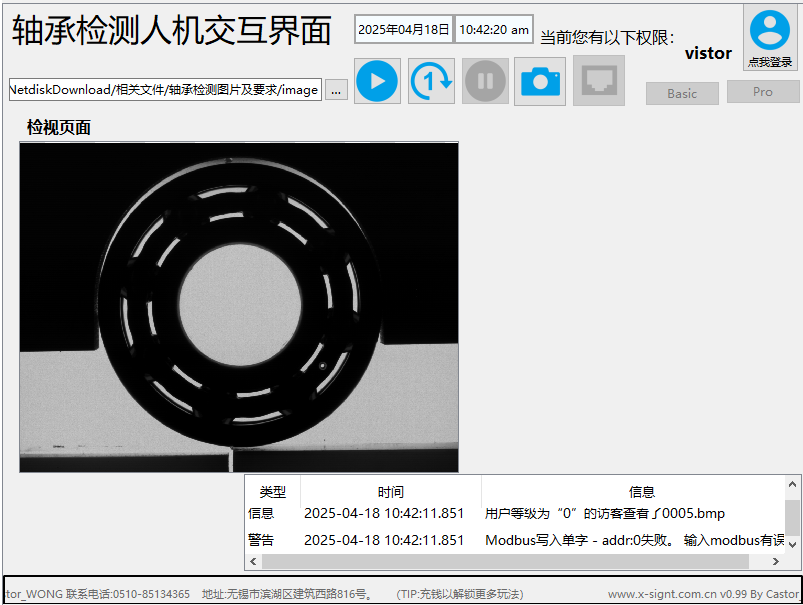 轴承检测人机交互界面
2025年04月18日
10:42:20 am
当前您有以下权限：
vistor
点我登录
NetdiskDownload/相关文件/轴承检测图片及要求/image
...
1
Basic
Pro
检视页面
类型 时间 信息
信息 2025-04-18 10:42:11.851 用户等级为“0”的访客查看了0005.bmp
警告 2025-04-18 10:42:11.851 Modbus写入单字 - addr:0失败。 输入modbus有误
tor_WONG 联系电话:0510-85134365 地址:无锡市滨湖区建筑西路816号。 (TIP:充钱以解锁更多玩法) www.x-signt.com.cn v0.99 By Castor_